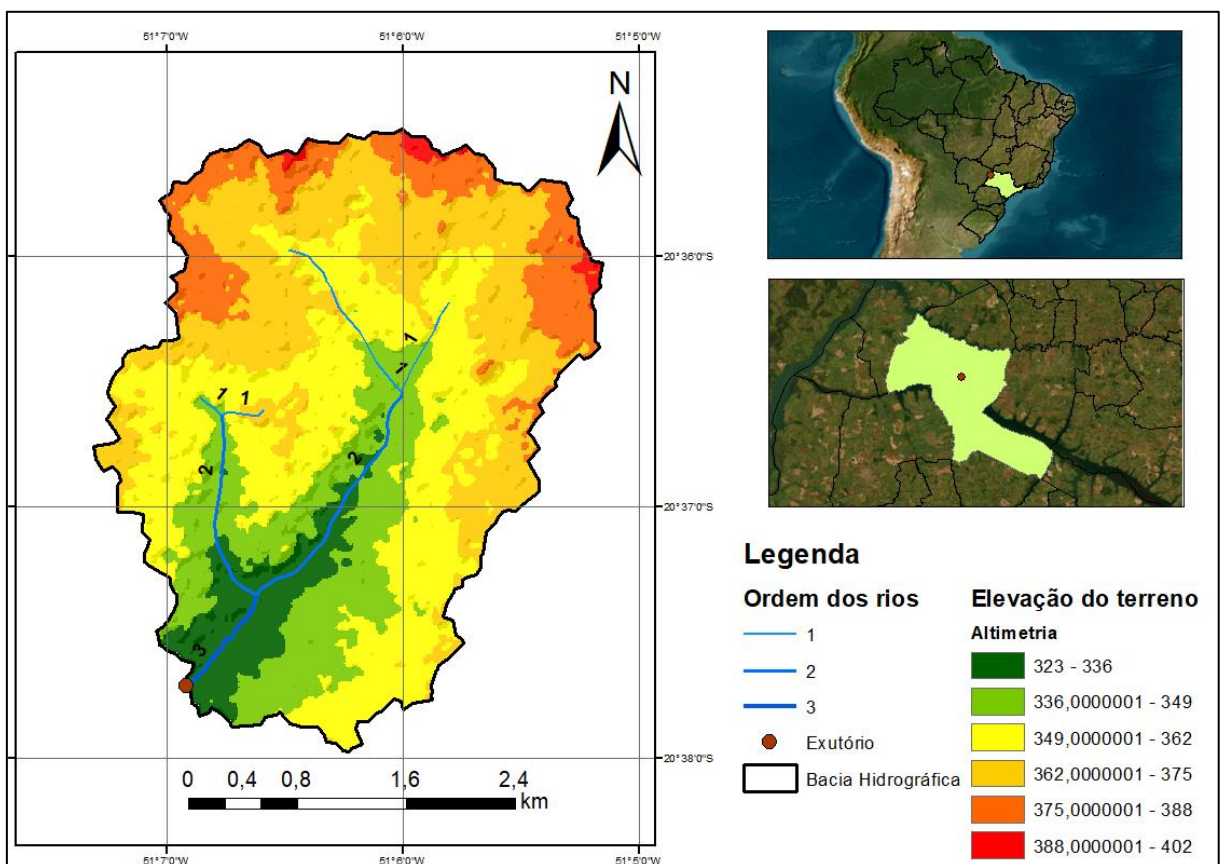 51°7'0"W
51°6'0"W
51°5'0"W
N
20°36'0"S
20°37'0"S
20°38'0"S
1
1
1
1
2
2
3
0 0,4 0,8 1,6 2,4
km
51°7'0"W
51°6'0"W
51°5'0"W
Legenda
Ordem dos rios
1
2
3
Exutório
Bacia Hidrográfica
Elevação do terreno
Altimetria
323 - 336
336,0000001 - 349
349,0000001 - 362
362,0000001 - 375
375,0000001 - 388
388,0000001 - 402